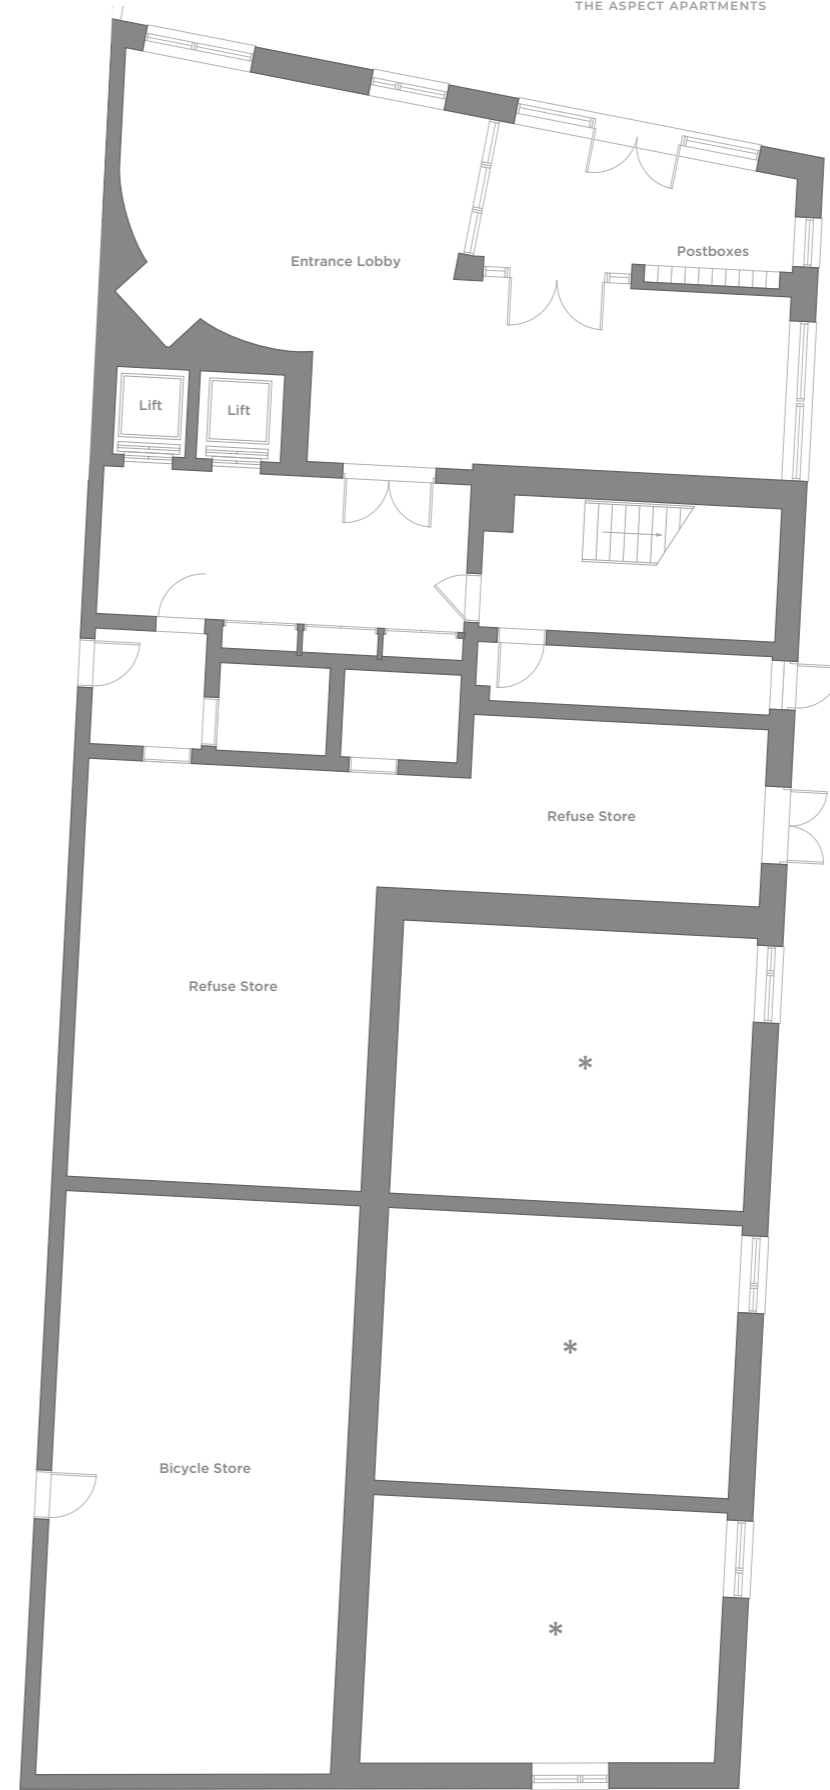 THE ASPECT APARTMENTS
Entrance Lobby
Postboxes
Lift
Lift
Refuse Store
Refuse Store
*
*
Bicycle Store
*